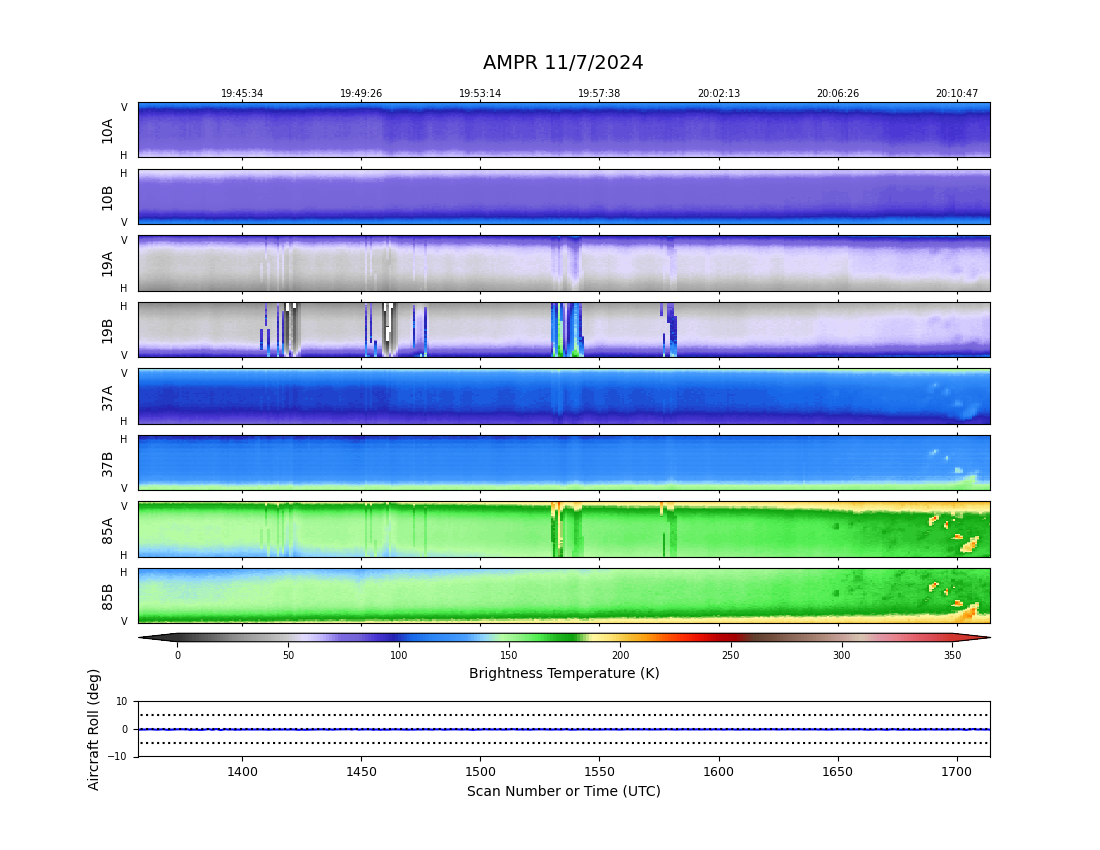 AMPR 11/7/2024
19:45:34 19:49:26 19:53:14 19:57:38 20:02:13 20:06:26 20:10:47
V
10A
H
H
10B
V
V
19A
H
H
19B
V
V
37A
H
H
37B
V
V
85A
H
H
85B
V
0 50 100 150 200 250 300 350
Brightness Temperature (K)
Aircraft Roll (deg)
10
0
−10
1400 1450 1500 1550 1600 1650 1700
Scan Number or Time (UTC)